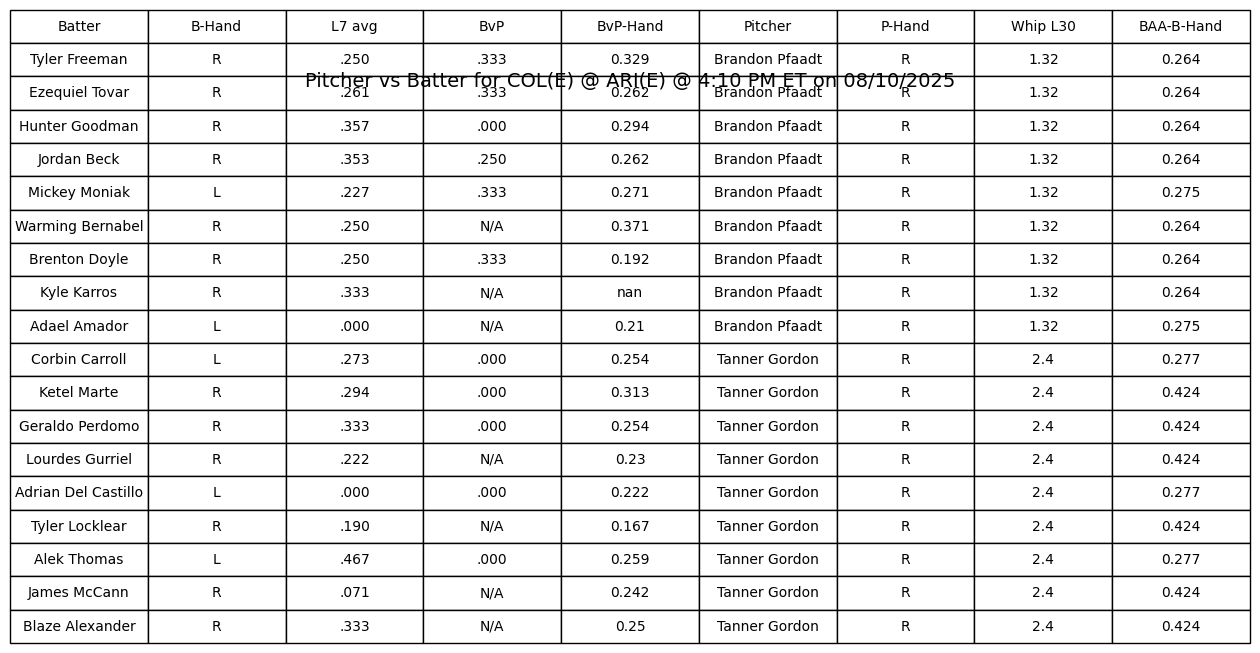 Batter B-Hand L7 avg BvP BvP-Hand Pitcher P-Hand Whip L30 BAA-B-Hand
Tyler Freeman R .250 .333 0.329 Brandon Pfaadt R 1.32 0.264
Pitcher vs Batter for COL(E) @ ARI(E) @ 4:10 PM ET on 08/10/2025
Ezequiel Tovar R .261 .333 0.262 Brandon Pfaadt R 1.32 0.264
Hunter Goodman R .357 .000 0.294 Brandon Pfaadt R 1.32 0.264
Jordan Beck R .353 .250 0.262 Brandon Pfaadt R 1.32 0.264
Mickey Moniak L .227 .333 0.271 Brandon Pfaadt R 1.32 0.275
Warming Bernabel R .250 N/A 0.371 Brandon Pfaadt R 1.32 0.264
Brenton Doyle R .250 .333 0.192 Brandon Pfaadt R 1.32 0.264
Kyle Karros R .333 N/A nan Brandon Pfaadt R 1.32 0.264
Adael Amador L .000 N/A 0.21 Brandon Pfaadt R 1.32 0.275
Corbin Carroll L .273 .000 0.254 Tanner Gordon R 2.4 0.277
Ketel Marte R .294 .000 0.313 Tanner Gordon R 2.4 0.424
Geraldo Perdomo R .333 .000 0.254 Tanner Gordon R 2.4 0.424
Lourdes Gurriel R .222 N/A 0.23 Tanner Gordon R 2.4 0.424
Adrian Del Castillo L .000 .000 0.222 Tanner Gordon R 2.4 0.277
Tyler Locklear R .190 N/A 0.167 Tanner Gordon R 2.4 0.424
Alek Thomas L .467 .000 0.259 Tanner Gordon R 2.4 0.277
James McCann R .071 N/A 0.242 Tanner Gordon R 2.4 0.424
Blaze Alexander R .333 N/A 0.25 Tanner Gordon R 2.4 0.424